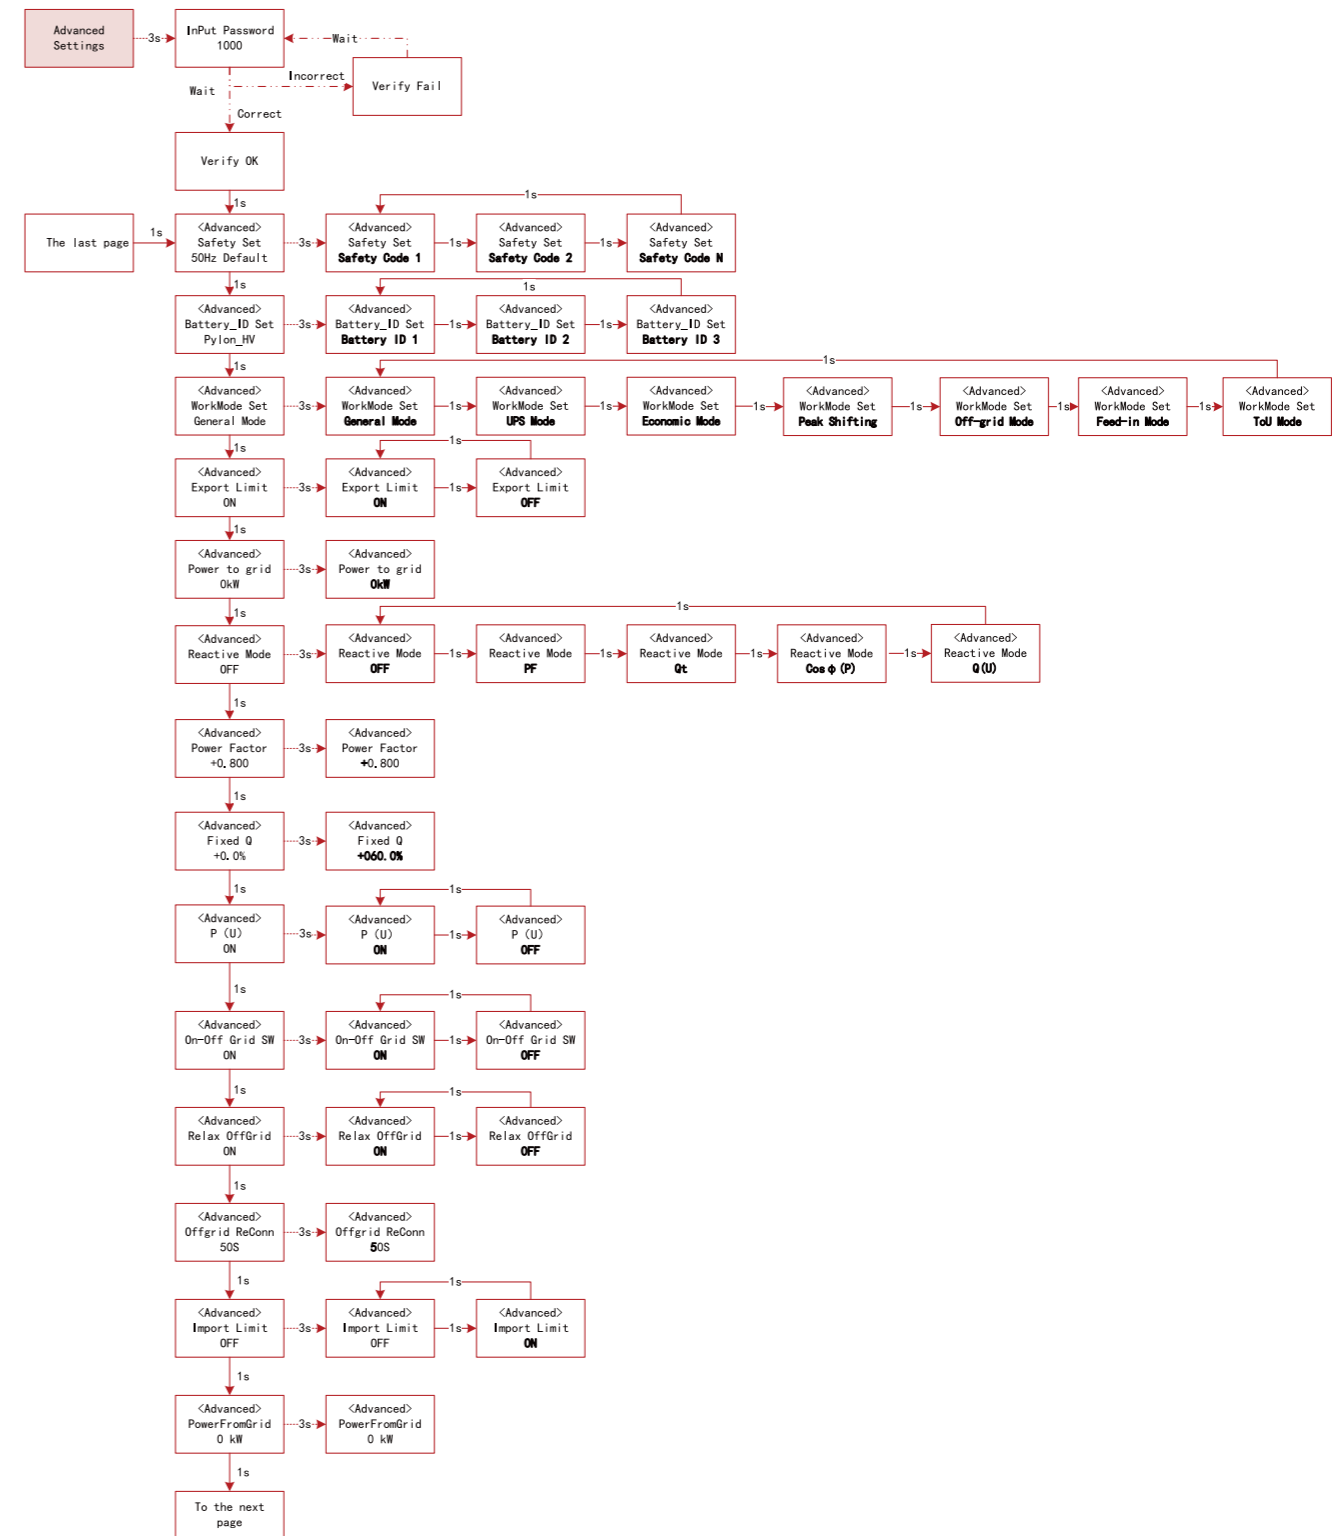 Advanced
Settings
3s
InPut Password
1000
Wait
Incorrect
Verify Fail
Wait
Correct
Verify OK
1s
1s
The last page
1s
<Advanced>
Safety Set
50Hz Default
3s
<Advanced>
Safety Set
Safety Code 1
1s
<Advanced>
Safety Set
Safety Code 2
1s
<Advanced>
Safety Set
Safety Code N
1s
1s
<Advanced>
Battery_ID Set
Pylon_HV
3s
<Advanced>
Battery_ID Set
Battery ID 1
1s
<Advanced>
Battery_ID Set
Battery ID 2
1s
<Advanced>
Battery_ID Set
Battery ID 3
1s
1s
<Advanced>
WorkMode Set
General Mode
3s
<Advanced>
WorkMode Set
General Mode
1s
<Advanced>
WorkMode Set
UPS Mode
1s
<Advanced>
WorkMode Set
Economic Mode
1s
<Advanced>
WorkMode Set
Peak Shifting
1s
<Advanced>
WorkMode Set
Off-grid Mode
1s
<Advanced>
WorkMode Set
Feed-in Mode
1s
<Advanced>
WorkMode Set
ToU Mode
1s
1s
<Advanced>
Export Limit
ON
3s
<Advanced>
Export Limit
ON
1s
<Advanced>
Export Limit
OFF
1s
<Advanced>
Power to grid
0kW
3s
<Advanced>
Power to grid
0kW
1s
1s
<Advanced>
Reactive Mode
OFF
3s
<Advanced>
Reactive Mode
OFF
1s
<Advanced>
Reactive Mode
PF
1s
<Advanced>
Reactive Mode
Qt
1s
<Advanced>
Reactive Mode
Cosφ(P)
1s
<Advanced>
Reactive Mode
Q(U)
1s
<Advanced>
Power Factor
+0.800
3s
<Advanced>
Power Factor
+0.800
1s
<Advanced>
Fixed Q
+0.0%
3s
<Advanced>
Fixed Q
+060.0%
1s
1s
<Advanced>
P (U)
ON
3s
<Advanced>
P (U)
ON
1s
<Advanced>
P (U)
OFF
1s
1s
<Advanced>
On-Off Grid SW
ON
3s
<Advanced>
On-Off Grid SW
ON
1s
<Advanced>
On-Off Grid SW
OFF
1s
1s
<Advanced>
Relax OffGrid
ON
3s
<Advanced>
Relax OffGrid
ON
1s
<Advanced>
Relax OffGrid
OFF
1s
<Advanced>
Offgrid ReConn
50S
3s
<Advanced>
Offgrid ReConn
50S
1s
1s
<Advanced>
Import Limit
OFF
3s
<Advanced>
Import Limit
OFF
1s
<Advanced>
Import Limit
ON
1s
<Advanced>
PowerFromGrid
0 kW
3s
<Advanced>
PowerFromGrid
0 kW
1s
To the next
page